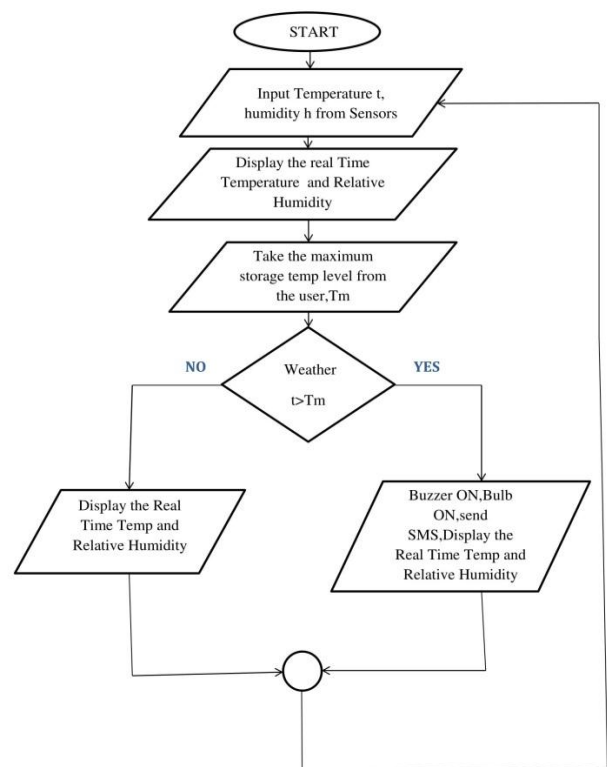 START
Input Temperature t,
humidity h from Sensors
Display the real Time
Temperature and Relative
Humidity
Take the maximum
storage temp level from
the user,Tm
NO
Weather
YES
t>Tm
Display the Real
Time Temp and
Relative Humidity
Buzzer ON,Bulb
ON,send
SMS,Display the
Real Time Temp and
Relative Humidity